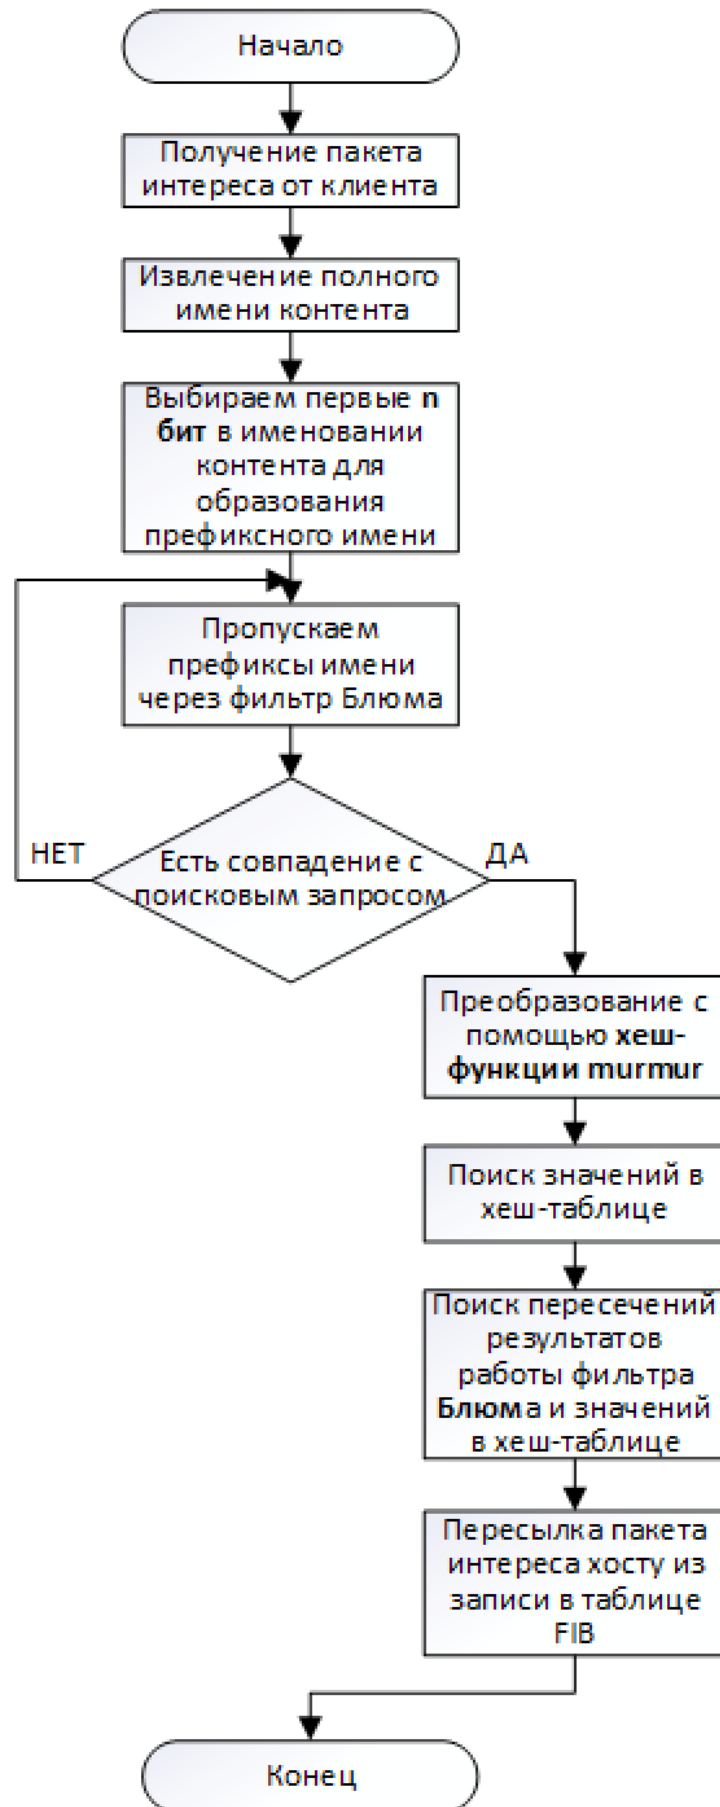 Начало
Получение пакета
интереса от клиента
Извлечение полного
имени контента
Выбираем первые n
бит в именовании
контента для
образования
префиксного имени
Пропускаем
префиксы имени
через фильтр Блюма
НЕТ
Есть совпадение с
поисковым запросом
ДА
Преобразование с
помощью хеш-
функции murmur
Поиск значений в
хеш-таблице
Поиск пересечений
результатов
работы фильтра
Блюма и значений
в хеш-таблице
Пересылка пакета
интереса хосту из
записи в таблице
FIB
Конец